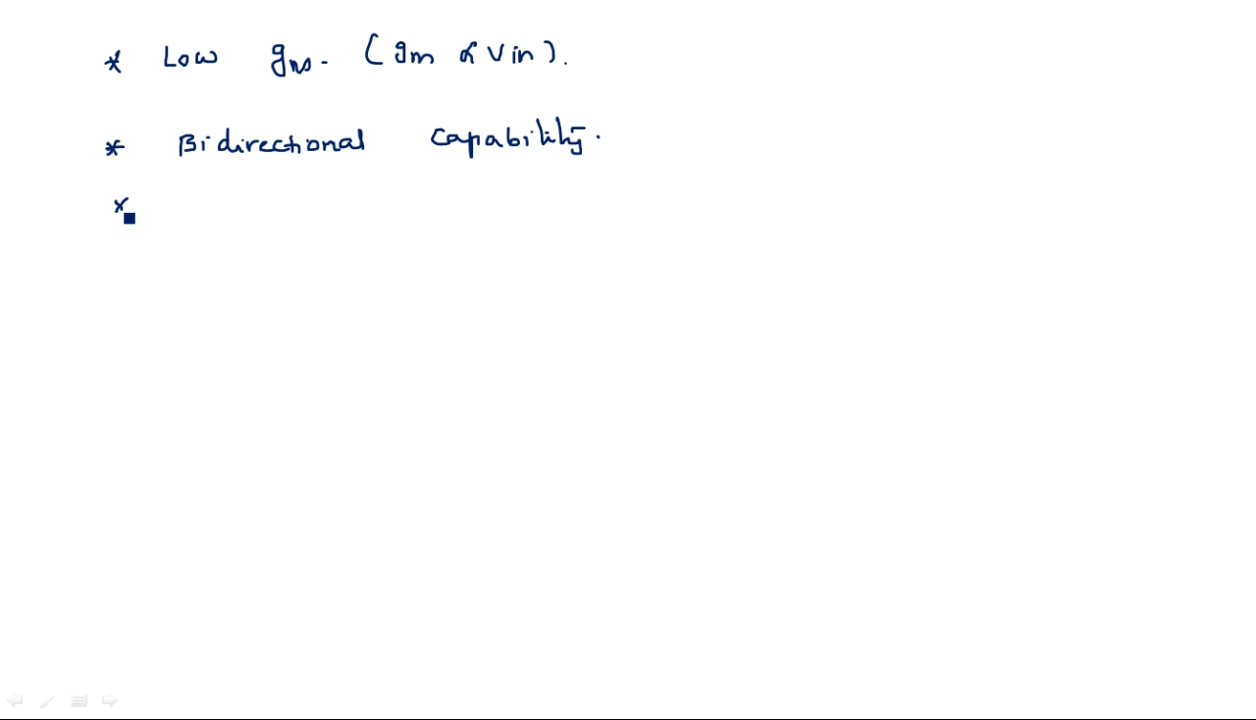 * Low gm. (gm α Vin).
* Bidirectional capability.
*